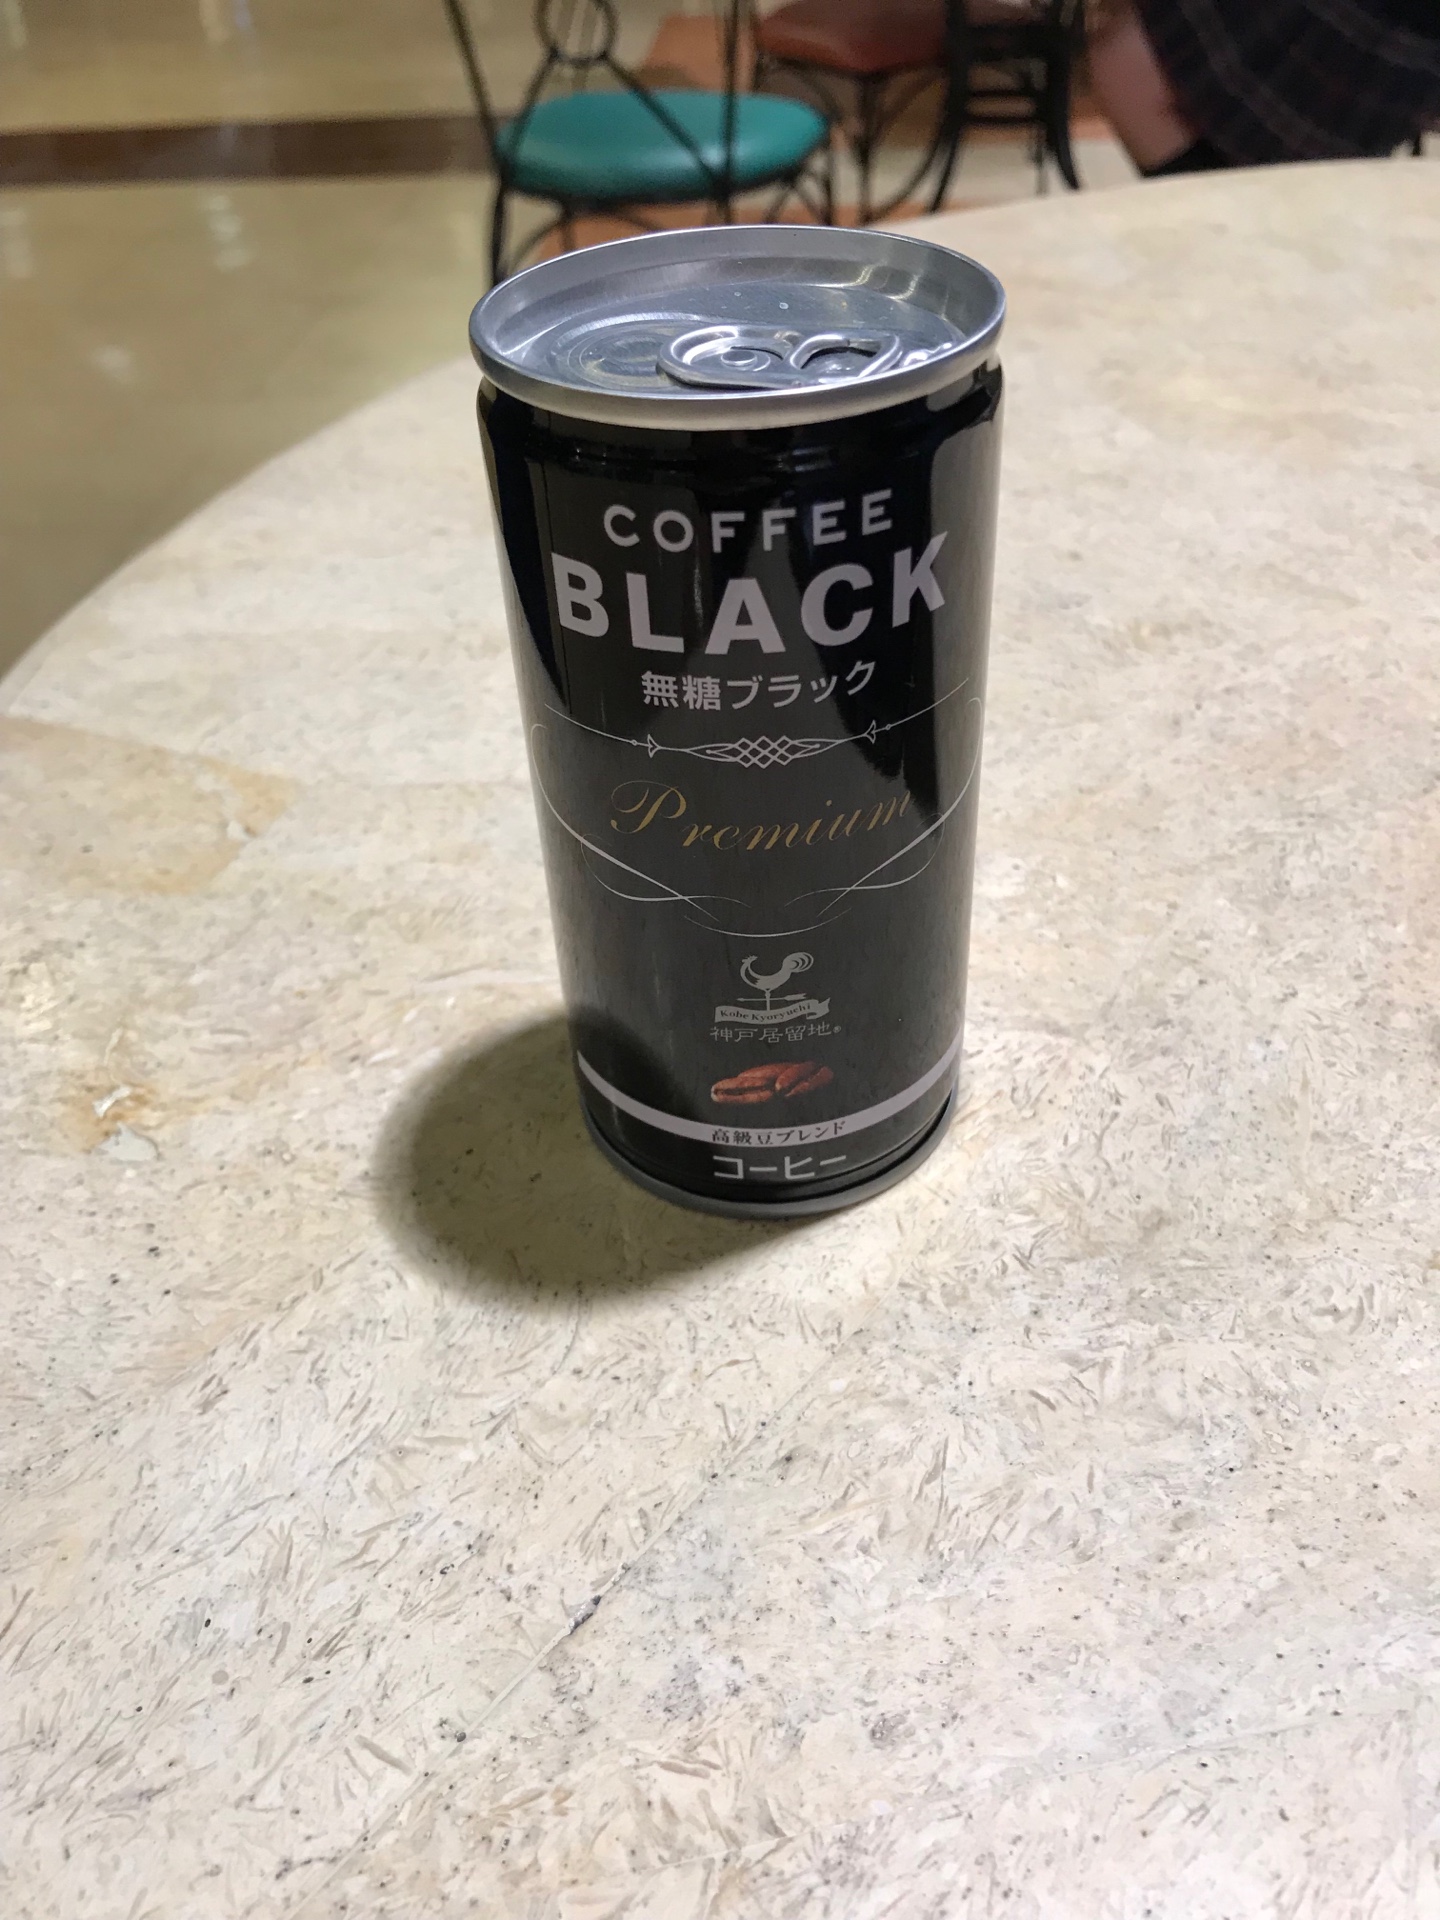 COFFEE
BLACK
無糖ブラック
Premium
Kobe Kyoryuchi
神戸居留地®
高級豆ブレンド
コーヒー